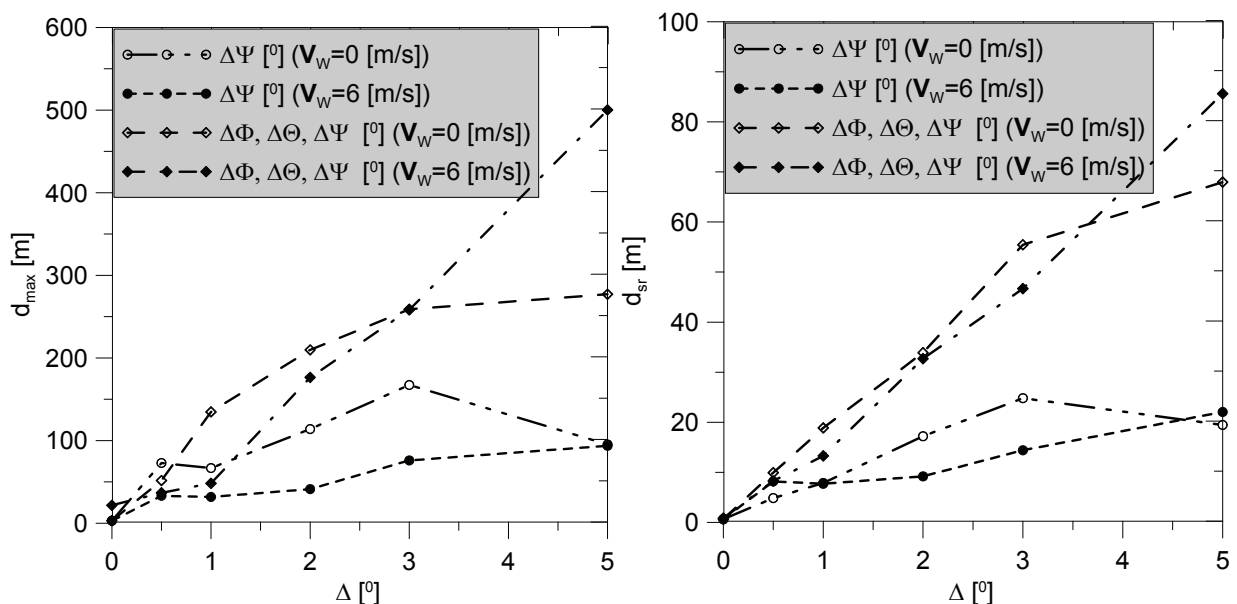 600
500
400
300
200
100
0
d_max [m]
ΔΨ [⁰] (V_W=0 [m/s])
ΔΨ [⁰] (V_W=6 [m/s])
ΔΦ, ΔΘ, ΔΨ [⁰] (V_W=0 [m/s])
ΔΦ, ΔΘ, ΔΨ [⁰] (V_W=6 [m/s])
0 1 2 3 4 5
Δ [⁰]
100
80
60
40
20
0
d_sr [m]
ΔΨ [⁰] (V_W=0 [m/s])
ΔΨ [⁰] (V_W=6 [m/s])
ΔΦ, ΔΘ, ΔΨ [⁰] (V_W=0 [m/s])
ΔΦ, ΔΘ, ΔΨ [⁰] (V_W=6 [m/s])
0 1 2 3 4 5
Δ [⁰]